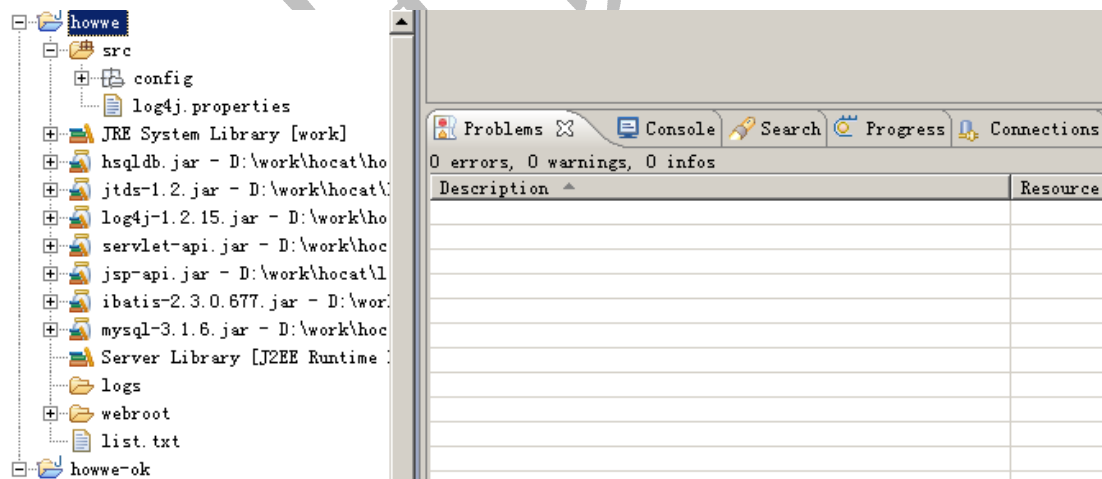 howwe
src
config
log4j.properties
JRE System Library [work]
hsqldb.jar - D:\work\hocat\ho
jtds-1.2.jar - D:\work\hocat\l
log4j-1.2.15.jar - D:\work\ho
servlet-api.jar - D:\work\hoc
jsp-api.jar - D:\work\hocat\l
ibatis-2.3.0.677.jar - D:\wor
mysql-3.1.6.jar - D:\work\hoc
Server Library [J2EE Runtime
logs
webroot
list.txt
howwe-ok
Problems Console Search Progress Connections
0 errors, 0 warnings, 0 infos
Description Resource